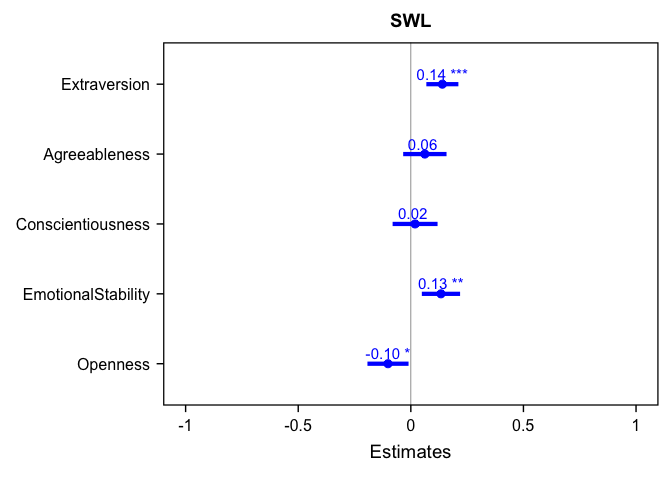 SWL
Extraversion
0.14 ***
Agreeableness
0.06
Conscientiousness
0.02
EmotionalStability
0.13 **
Openness
-0.10 *
-1 -0.5 0 0.5 1
Estimates